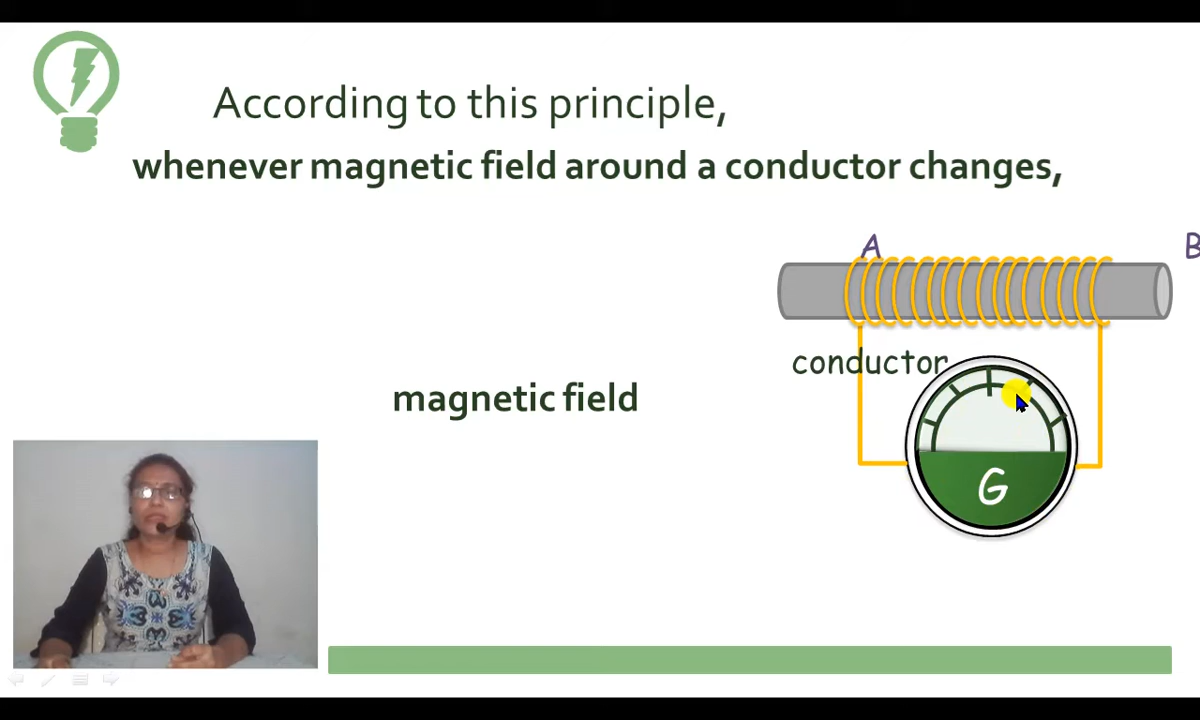 According to this principle,
whenever magnetic field around a conductor changes,
A
B
conductor
magnetic field
G